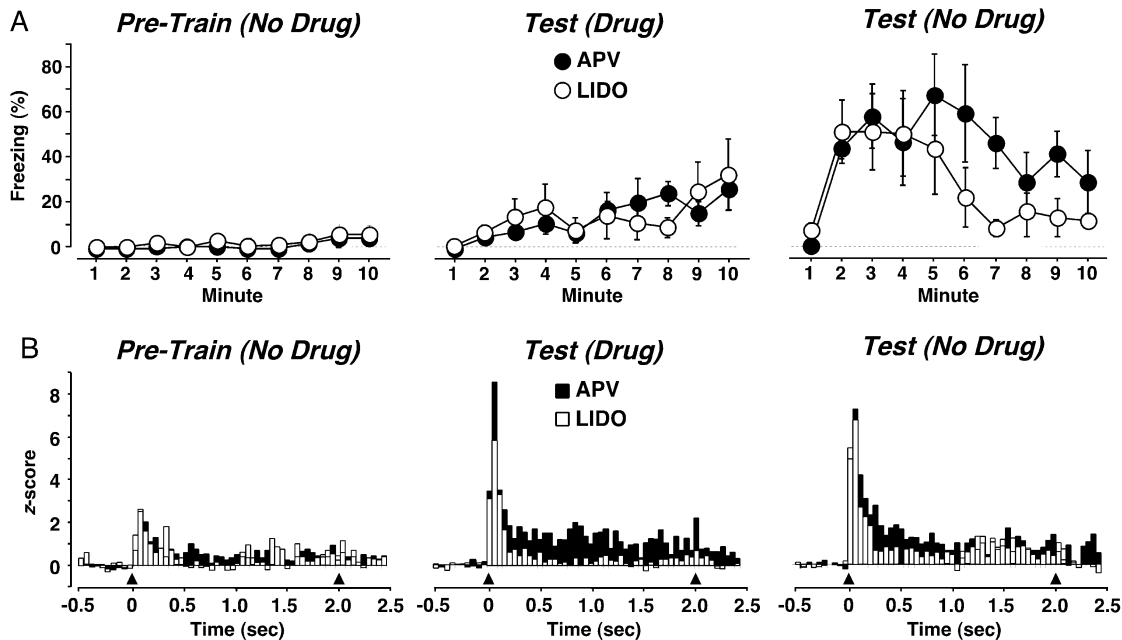 A
Pre-Train (No Drug)
Test (Drug)
Test (No Drug)
APV
LIDO
Freezing (%)
80
60
40
20
0
1 2 3 4 5 6 7 8 9 10
Minute
1 2 3 4 5 6 7 8 9 10
Minute
1 2 3 4 5 6 7 8 9 10
Minute
B
Pre-Train (No Drug)
Test (Drug)
Test (No Drug)
APV
LIDO
z-score
8
6
4
2
0
-0.5 0 0.5 1.0 1.5 2.0 2.5
Time (sec)
-0.5 0 0.5 1.0 1.5 2.0 2.5
Time (sec)
-0.5 0 0.5 1.0 1.5 2.0 2.5
Time (sec)